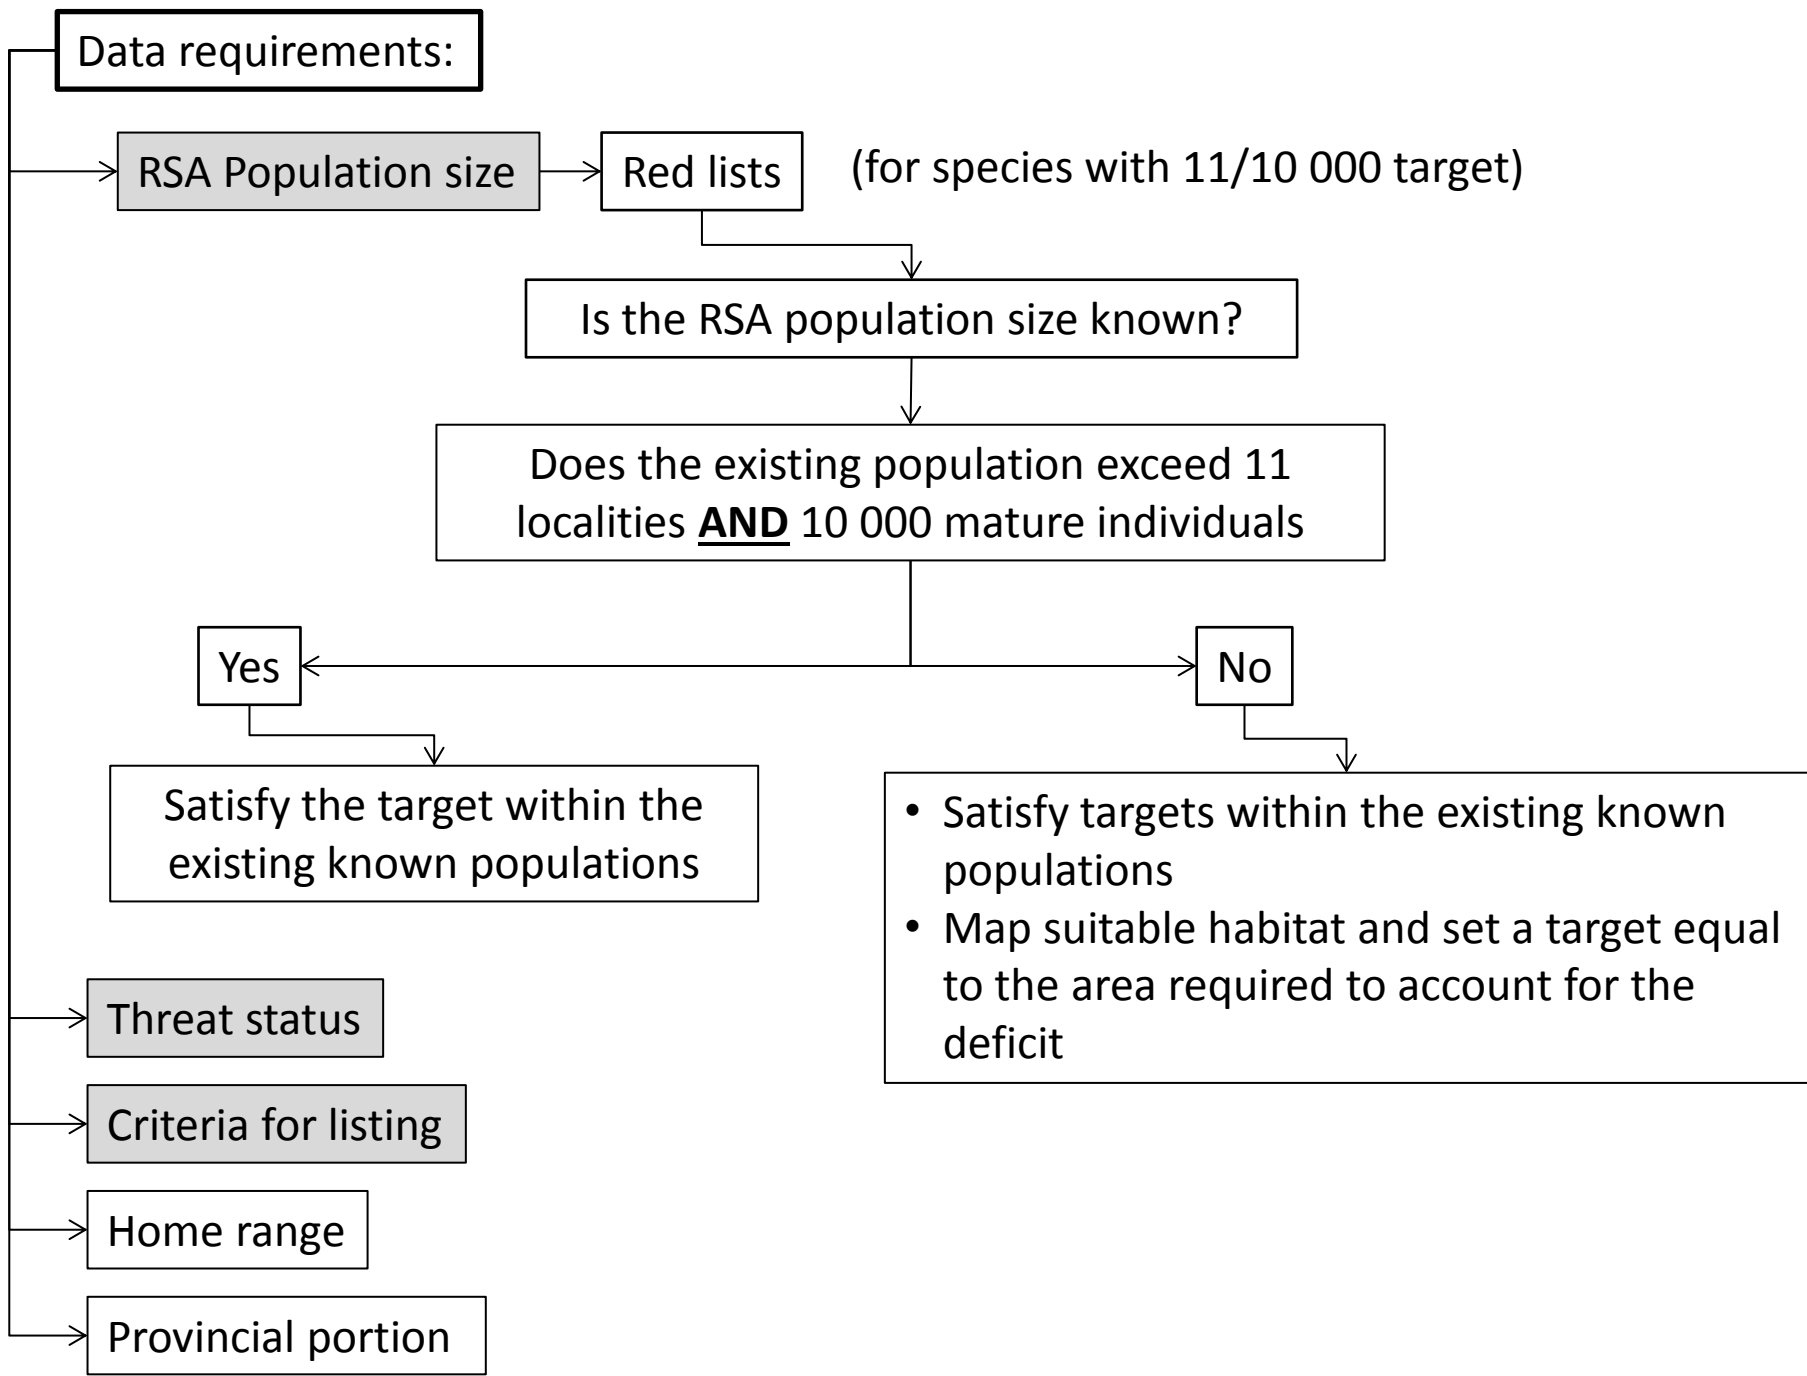 Data requirements:
RSA Population size
Red lists
(for species with 11/10 000 target)
Is the RSA population size known?
Does the existing population exceed 11
localities AND 10 000 mature individuals
Yes
No
Satisfy the target within the
existing known populations
• Satisfy targets within the existing known
populations
• Map suitable habitat and set a target equal
to the area required to account for the
deficit
Threat status
Criteria for listing
Home range
Provincial portion